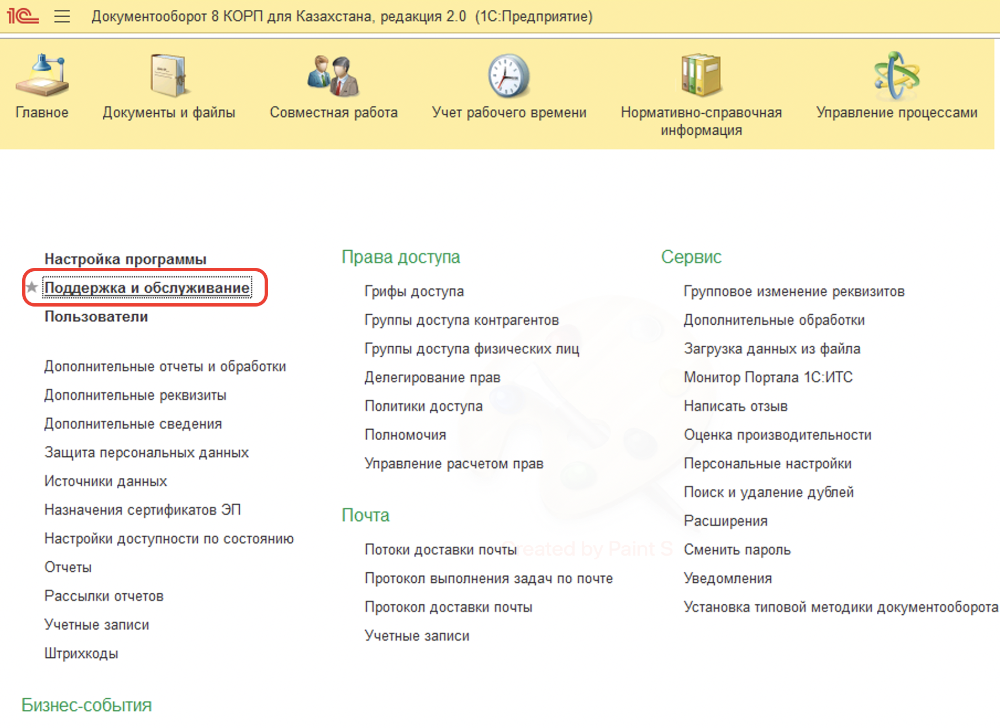 1С Документооборот 8 КОРП для Казахстана, редакция 2.0 (1С:Предприятие)
Главное
Документы и файлы
Совместная работа
Учет рабочего времени
Нормативно-справочная
информация
Управление процессами
Настройка программы
Поддержка и обслуживание
Пользователи
Дополнительные отчеты и обработки
Дополнительные реквизиты
Дополнительные сведения
Защита персональных данных
Источники данных
Назначения сертификатов ЭП
Настройки доступности по состоянию
Отчеты
Рассылки отчетов
Учетные записи
Штрихкоды
Бизнес-события
Права доступа
Грифы доступа
Группы доступа контрагентов
Группы доступа физических лиц
Делегирование прав
Политики доступа
Полномочия
Управление расчетом прав
Почта
Потоки доставки почты
Протокол выполнения задач по почте
Протокол доставки почты
Учетные записи
Created by Paint S
Сервис
Групповое изменение реквизитов
Дополнительные обработки
Загрузка данных из файла
Монитор Портала 1С:ИТС
Написать отзыв
Оценка производительности
Персональные настройки
Поиск и удаление дублей
Расширения
Сменить пароль
Уведомления
Установка типовой методики документооборота